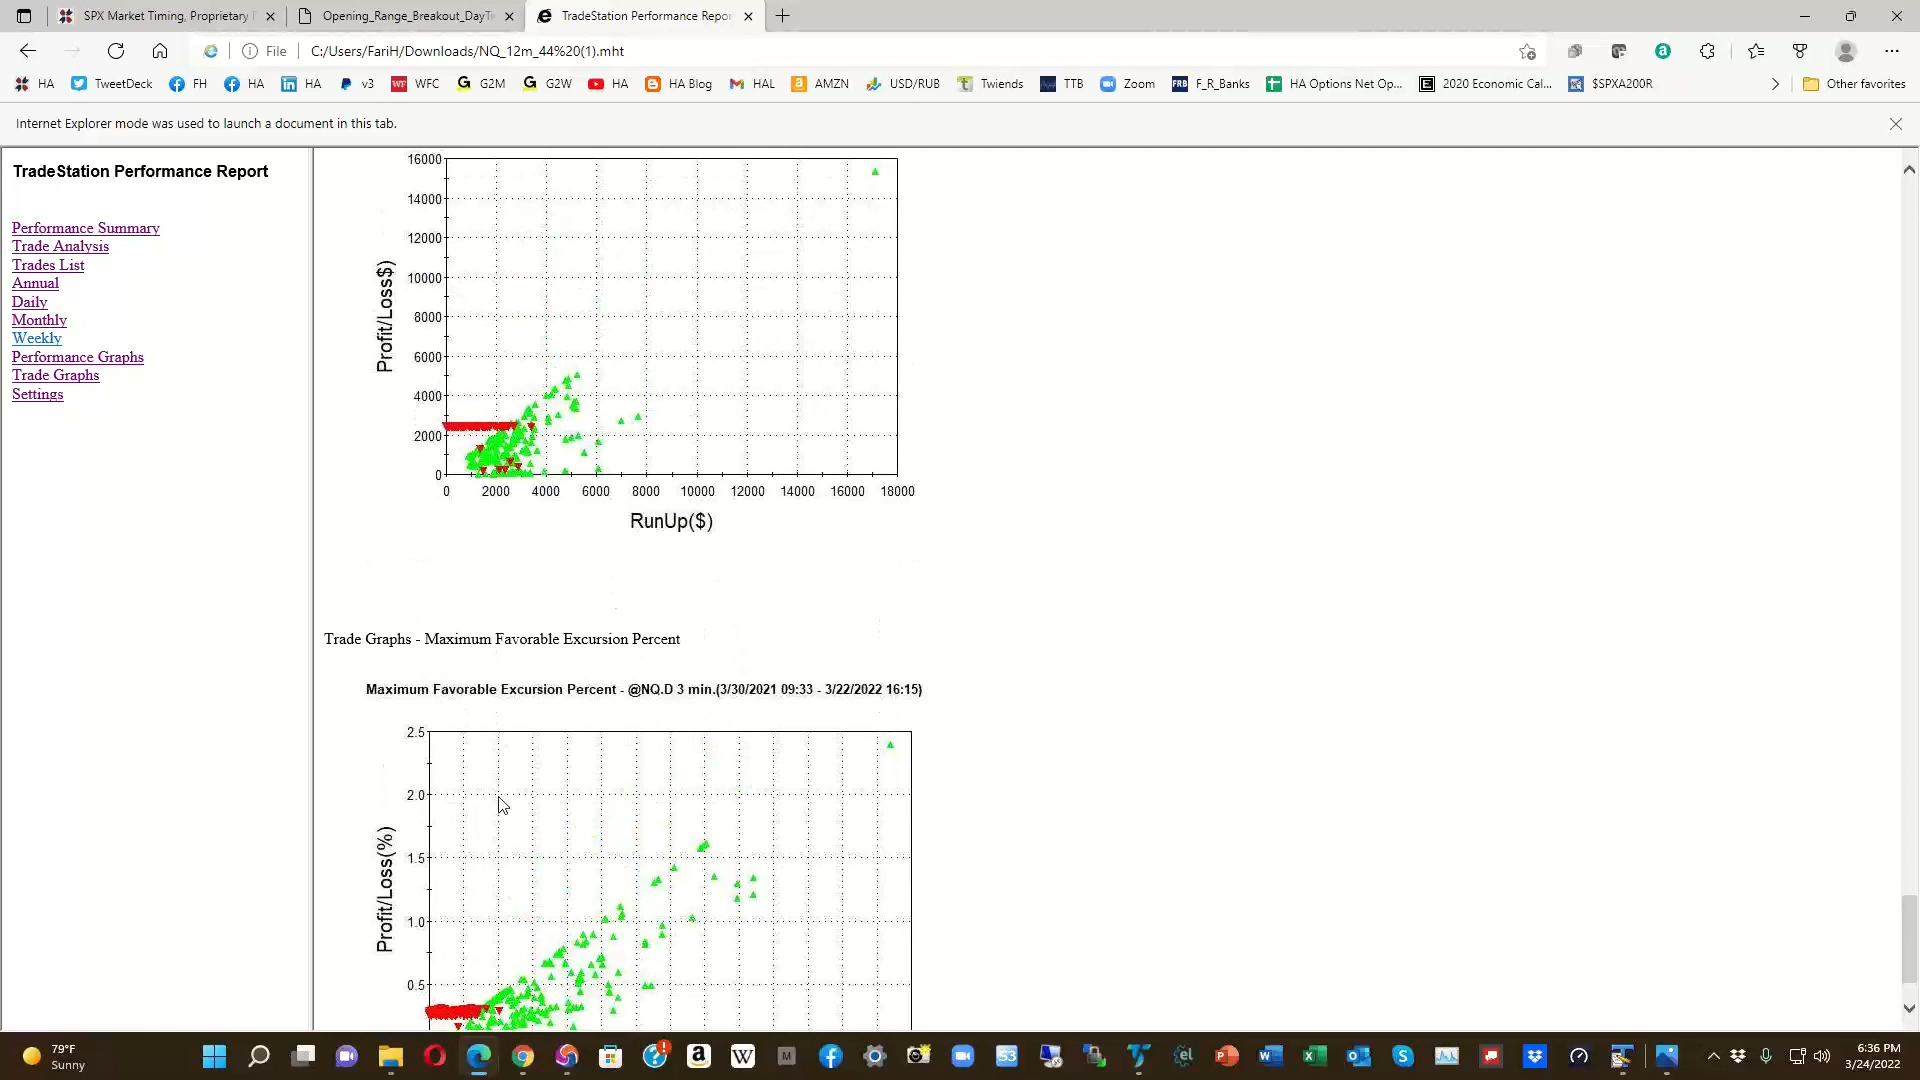 SPX Market Timing, Proprietary
Opening_Range_Breakout_DayT
TradeStation Performance Repor
File
C:/Users/FariH/Downloads/NQ_12m_44%20(1).mht
HA
TweetDeck
FH
HA
HA
v3
WFC
G2M
G2W
HA
HA Blog
HAL
AMZN
USD/RUB
Twiends
TTB
Zoom
F_R_Banks
HA Options Net Op...
2020 Economic Cal...
$SPXA200R
Other favorites
Internet Explorer mode was used to launch a document in this tab.
TradeStation Performance Report
Performance Summary
Trade Analysis
Trades List
Annual
Daily
Monthly
Weekly
Performance Graphs
Trade Graphs
Settings
16000
14000
12000
10000
8000
6000
4000
2000
0
Profit/Loss$)
0 2000 4000 6000 8000 10000 12000 14000 16000 18000
RunUp($)
Trade Graphs - Maximum Favorable Excursion Percent
Maximum Favorable Excursion Percent - @NQ.D 3 min.(3/30/2021 09:33 - 3/22/2022 16:15)
2.5
2.0
1.5
1.0
0.5
Profit/Loss(%)
79°F
Sunny
6:36 PM
3/24/2022